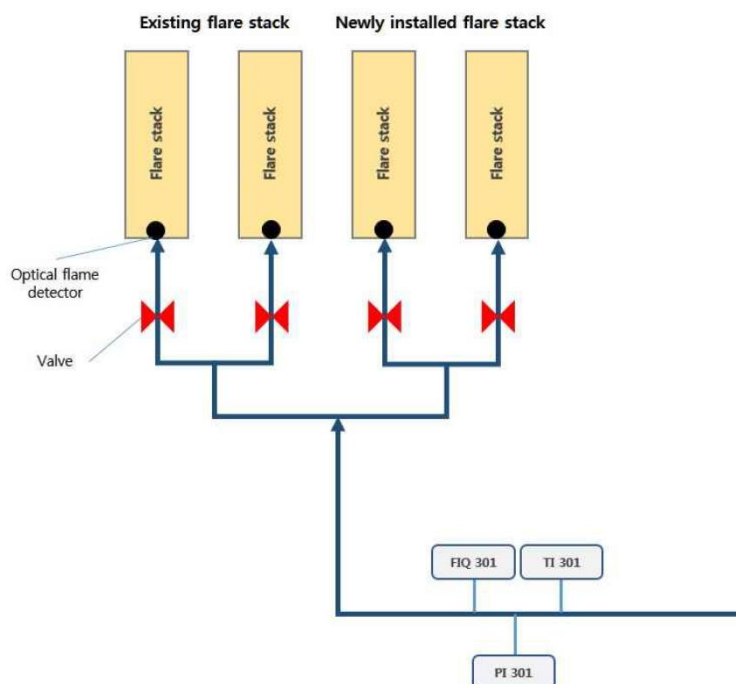 Existing flare stack
Newly installed flare stack
Flare stack
Flare stack
Flare stack
Flare stack
Optical flame
detector
Valve
FIQ 301
TI 301
PI 301